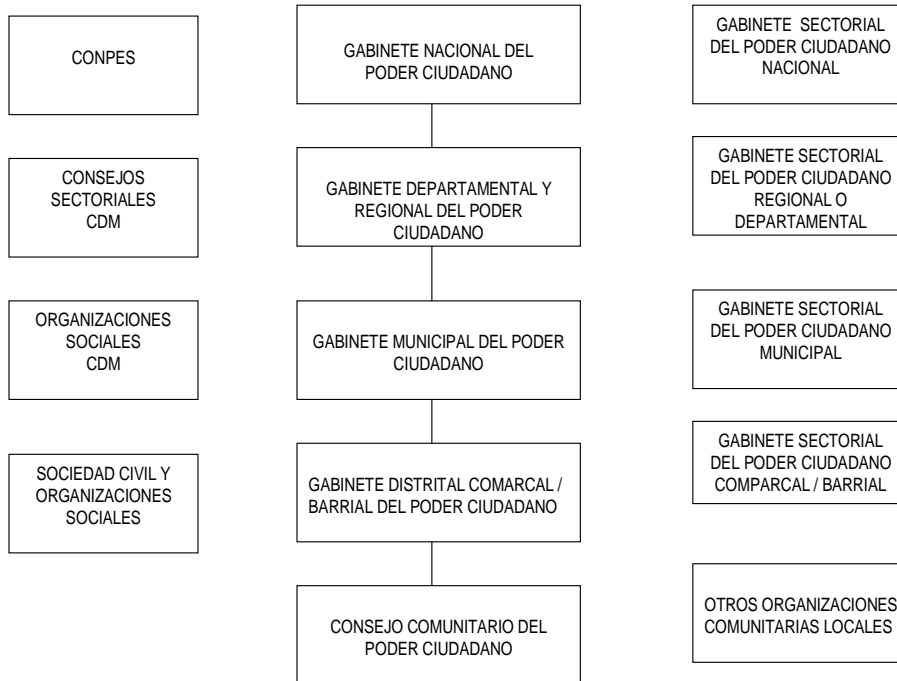 CONPES
GABINETE NACIONAL DEL
PODER CIUDADANO
GABINETE SECTORIAL
DEL PODER CIUDADANO
NACIONAL
CONSEJOS
SECTORIALES
CDM
GABINETE DEPARTAMENTAL Y
REGIONAL DEL PODER
CIUDADANO
GABINETE SECTORIAL
DEL PODER CIUDADANO
REGIONAL O
DEPARTAMENTAL
ORGANIZACIONES
SOCIALES
CDM
GABINETE MUNICIPAL DEL PODER
CIUDADANO
GABINETE SECTORIAL
DEL PODER CIUDADANO
MUNICIPAL
SOCIEDAD CIVIL Y
ORGANIZACIONES
SOCIALES
GABINETE DISTRITAL COMARCAL /
BARRIAL DEL PODER CIUDADANO
GABINETE SECTORIAL
DEL PODER CIUDADANO
COMPARCAL / BARRIAL
CONSEJO COMUNITARIO DEL
PODER CIUDADANO
OTROS ORGANIZACIONES
COMUNITARIAS LOCALES